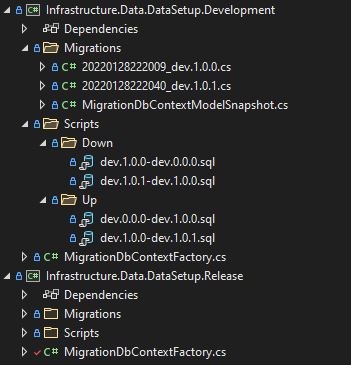 Infrastructure.Data.DataSetup.Development
Dependencies
Migrations
C# 20220128222009_dev.1.0.0.cs
C# 20220128222040_dev.1.0.1.cs
C# MigrationDbContextModelSnapshot.cs
Scripts
Down
dev.1.0.0-dev.0.0.0.sql
dev.1.0.1-dev.1.0.0.sql
Up
dev.0.0.0-dev.1.0.0.sql
dev.1.0.0-dev.1.0.1.sql
C# MigrationDbContextFactory.cs
C# Infrastructure.Data.DataSetup.Release
Dependencies
Migrations
Scripts
C# MigrationDbContextFactory.cs